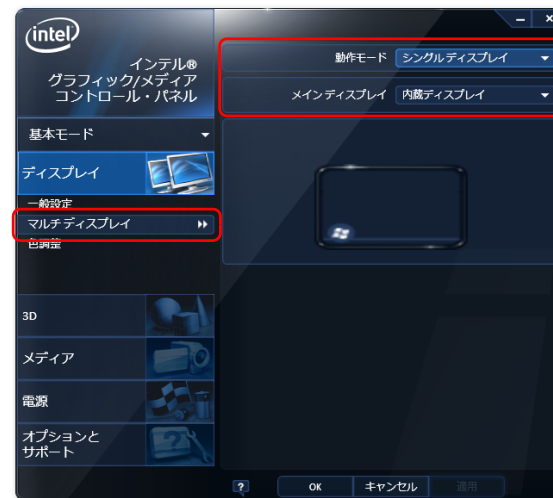 intel
インテル®
グラフィック/メディア
コントロール・パネル
動作モード シングルディスプレイ
メインディスプレイ 内蔵ディスプレイ
基本モード
ディスプレイ
一般設定
マルチディスプレイ
色調整
3D
メディア
電源
オプションと
サポート
? OK キャンセル 適用